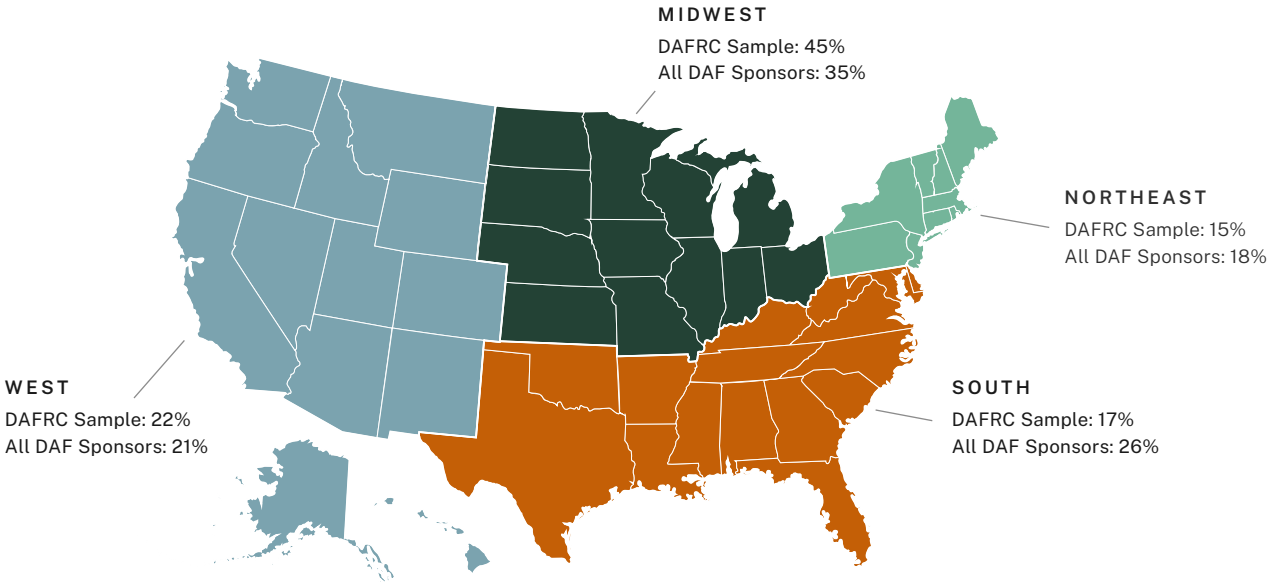 MIDWEST
DAFRC Sample: 45%
All DAF Sponsors: 35%
NORTHEAST
DAFRC Sample: 15%
All DAF Sponsors: 18%
WEST
DAFRC Sample: 22%
All DAF Sponsors: 21%
SOUTH
DAFRC Sample: 17%
All DAF Sponsors: 26%